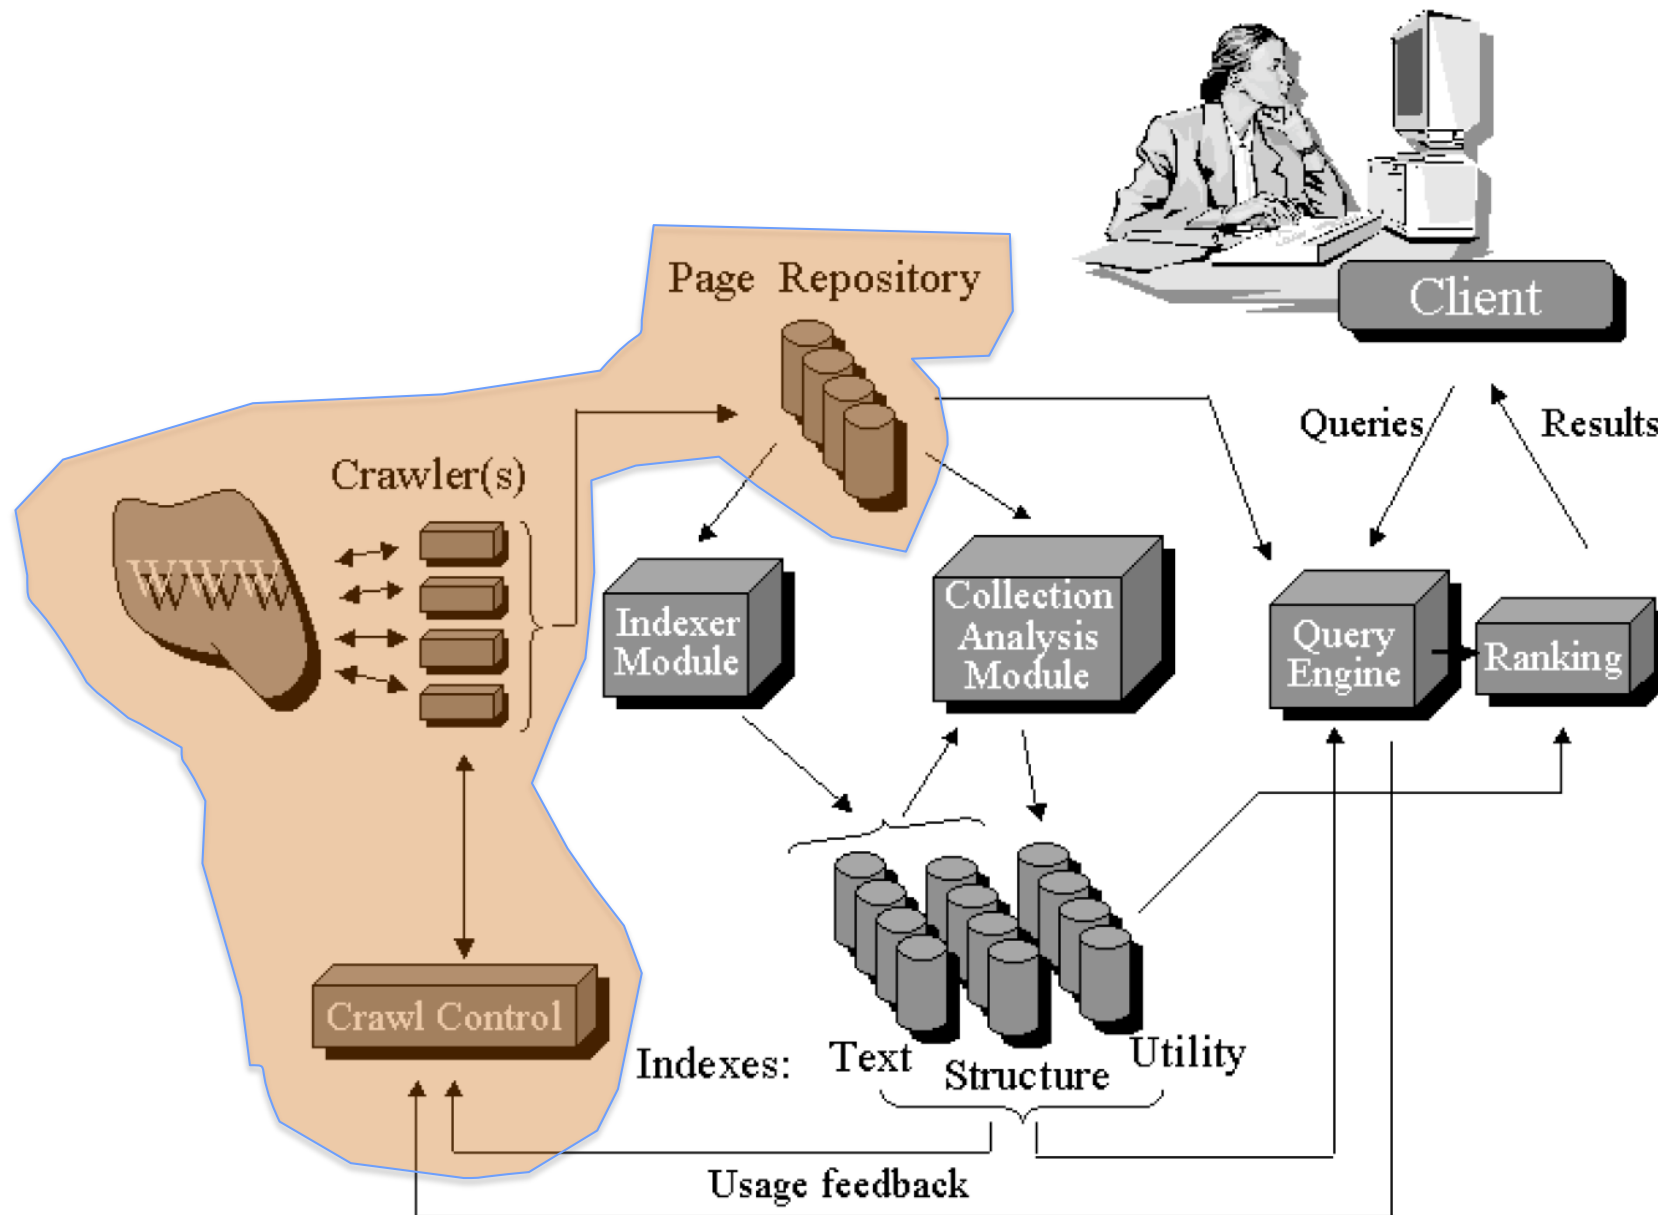 Client
Page Repository
Queries
Results
Crawler(s)
WWW
Indexer
Module
Collection
Analysis
Module
Query
Engine
Ranking
Crawl Control
Indexes:
Text
Structure
Utility
Usage feedback